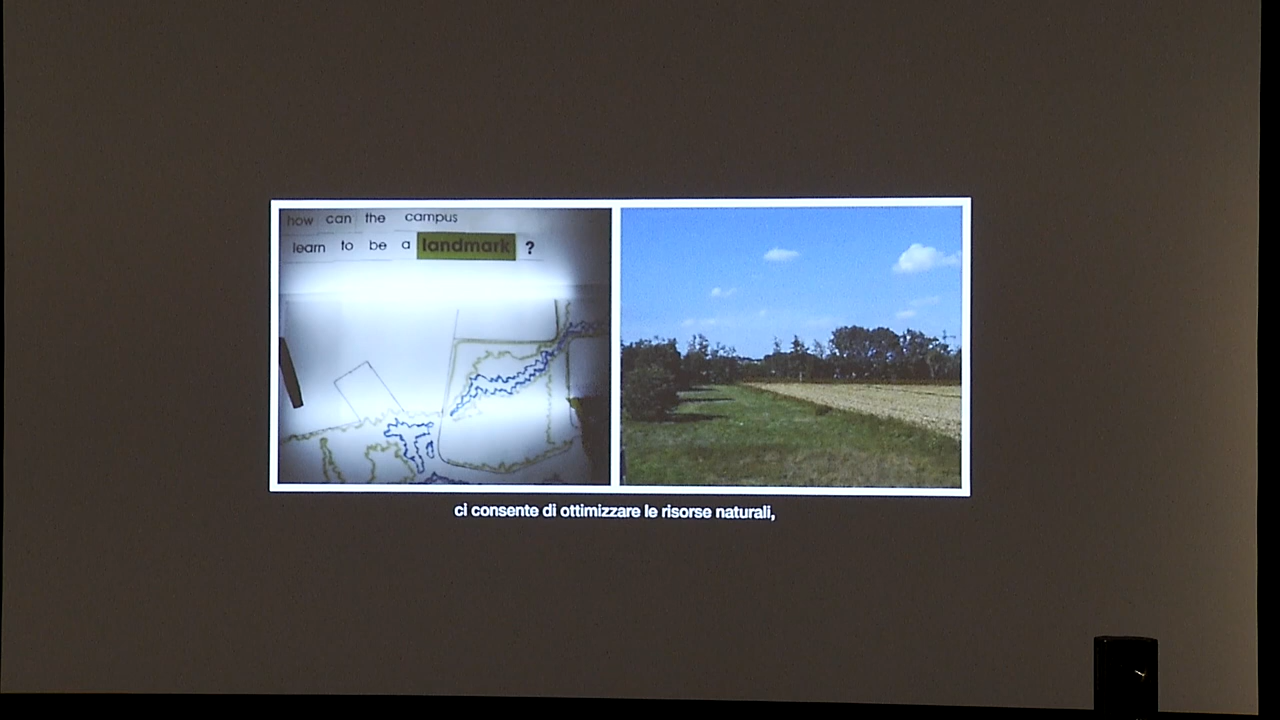 how can the campus
learn to be a landmark ?
ci consente di ottimizzare le risorse naturali,